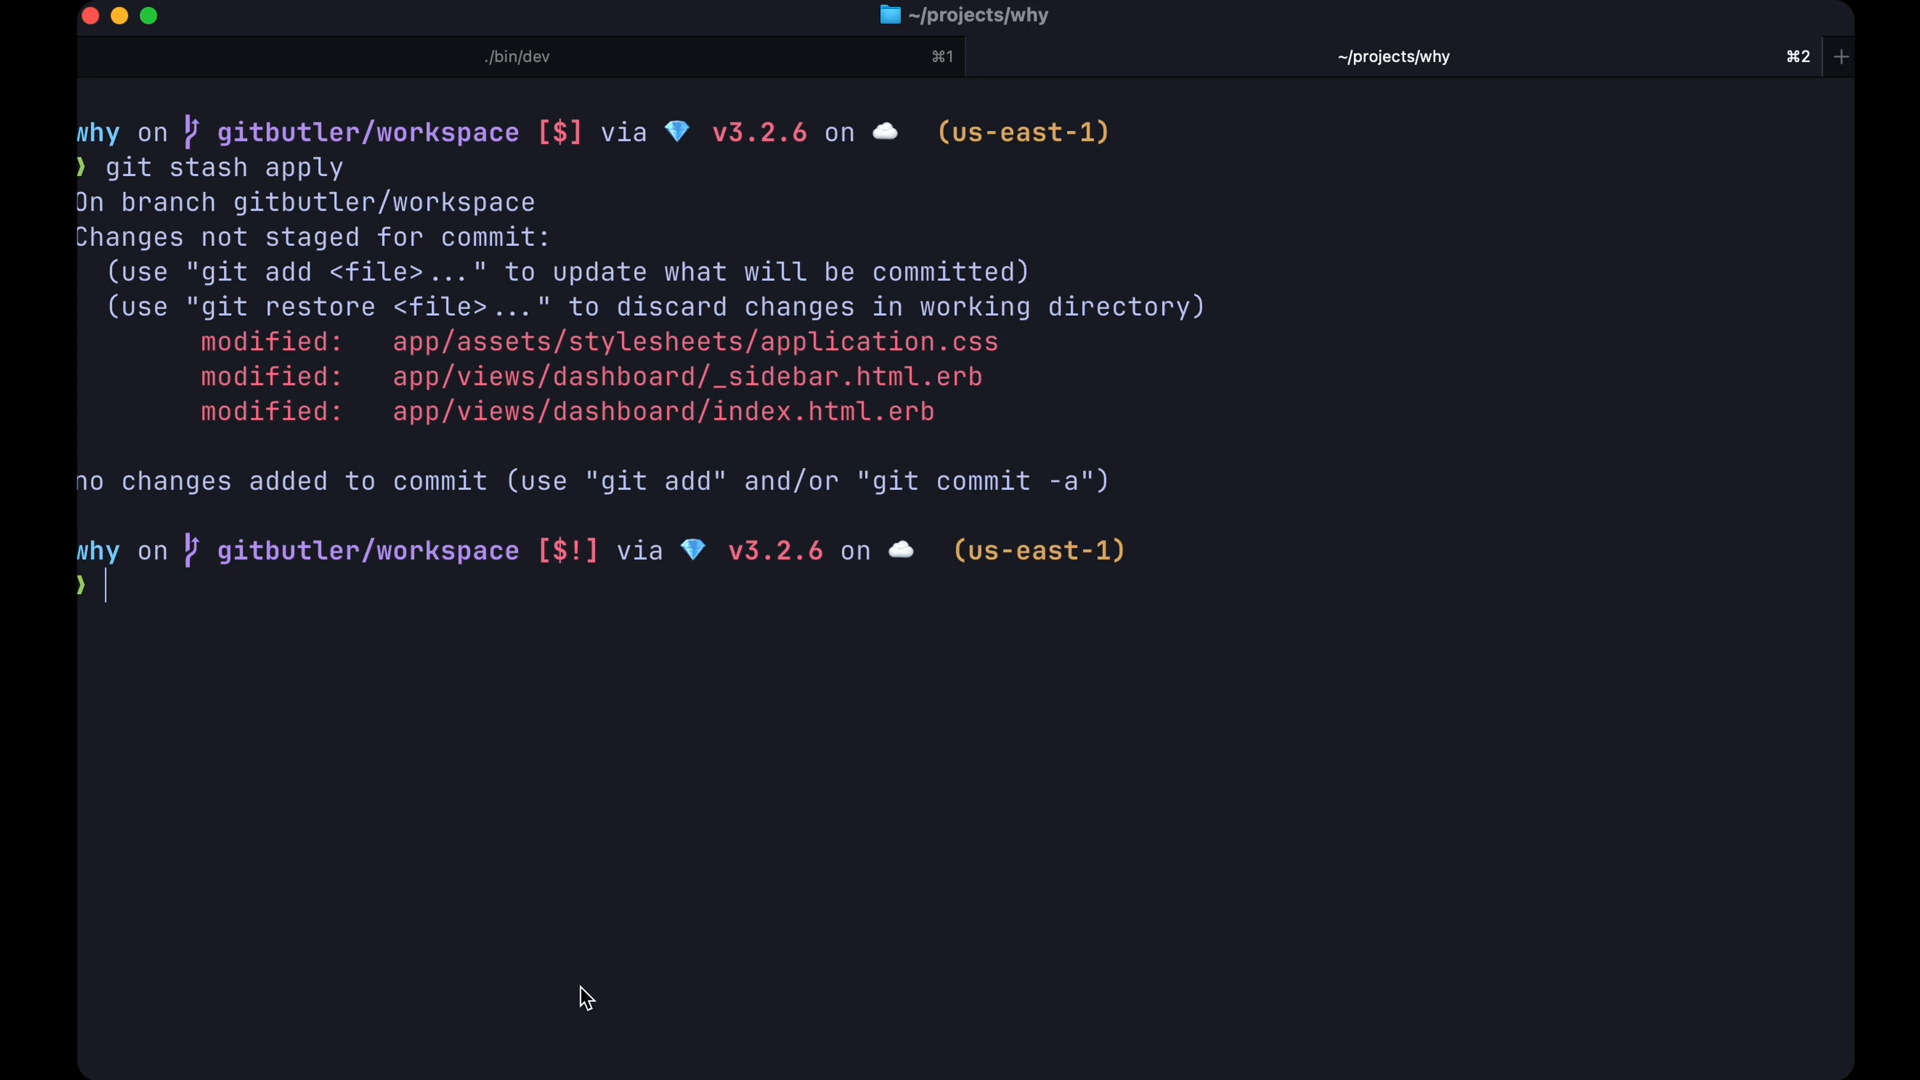 ~/projects/why
./bin/dev ⌘1 ~/projects/why ⌘2 +
why on gitbutler/workspace [$] via 💎 v3.2.6 on ☁️ (us-east-1)
❯ git stash apply
On branch gitbutler/workspace
Changes not staged for commit:
  (use "git add <file>..." to update what will be committed)
  (use "git restore <file>..." to discard changes in working directory)
        modified:   app/assets/stylesheets/application.css
        modified:   app/views/dashboard/_sidebar.html.erb
        modified:   app/views/dashboard/index.html.erb
no changes added to commit (use "git add" and/or "git commit -a")
why on gitbutler/workspace [$!] via 💎 v3.2.6 on ☁️ (us-east-1)
❯